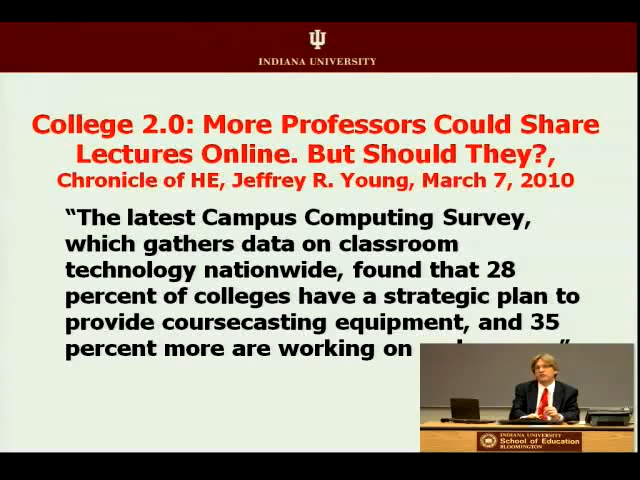 INDIANA UNIVERSITY
College 2.0: More Professors Could Share
Lectures Online. But Should They?,
Chronicle of HE, Jeffrey R. Young, March 7, 2010
“The latest Campus Computing Survey,
which gathers data on classroom
technology nationwide, found that 28
percent of colleges have a strategic plan to
provide coursecasting equipment, and 35
percent more are working on
INDIANA UNIVERSITY
School of Education
BLOOMINGTON